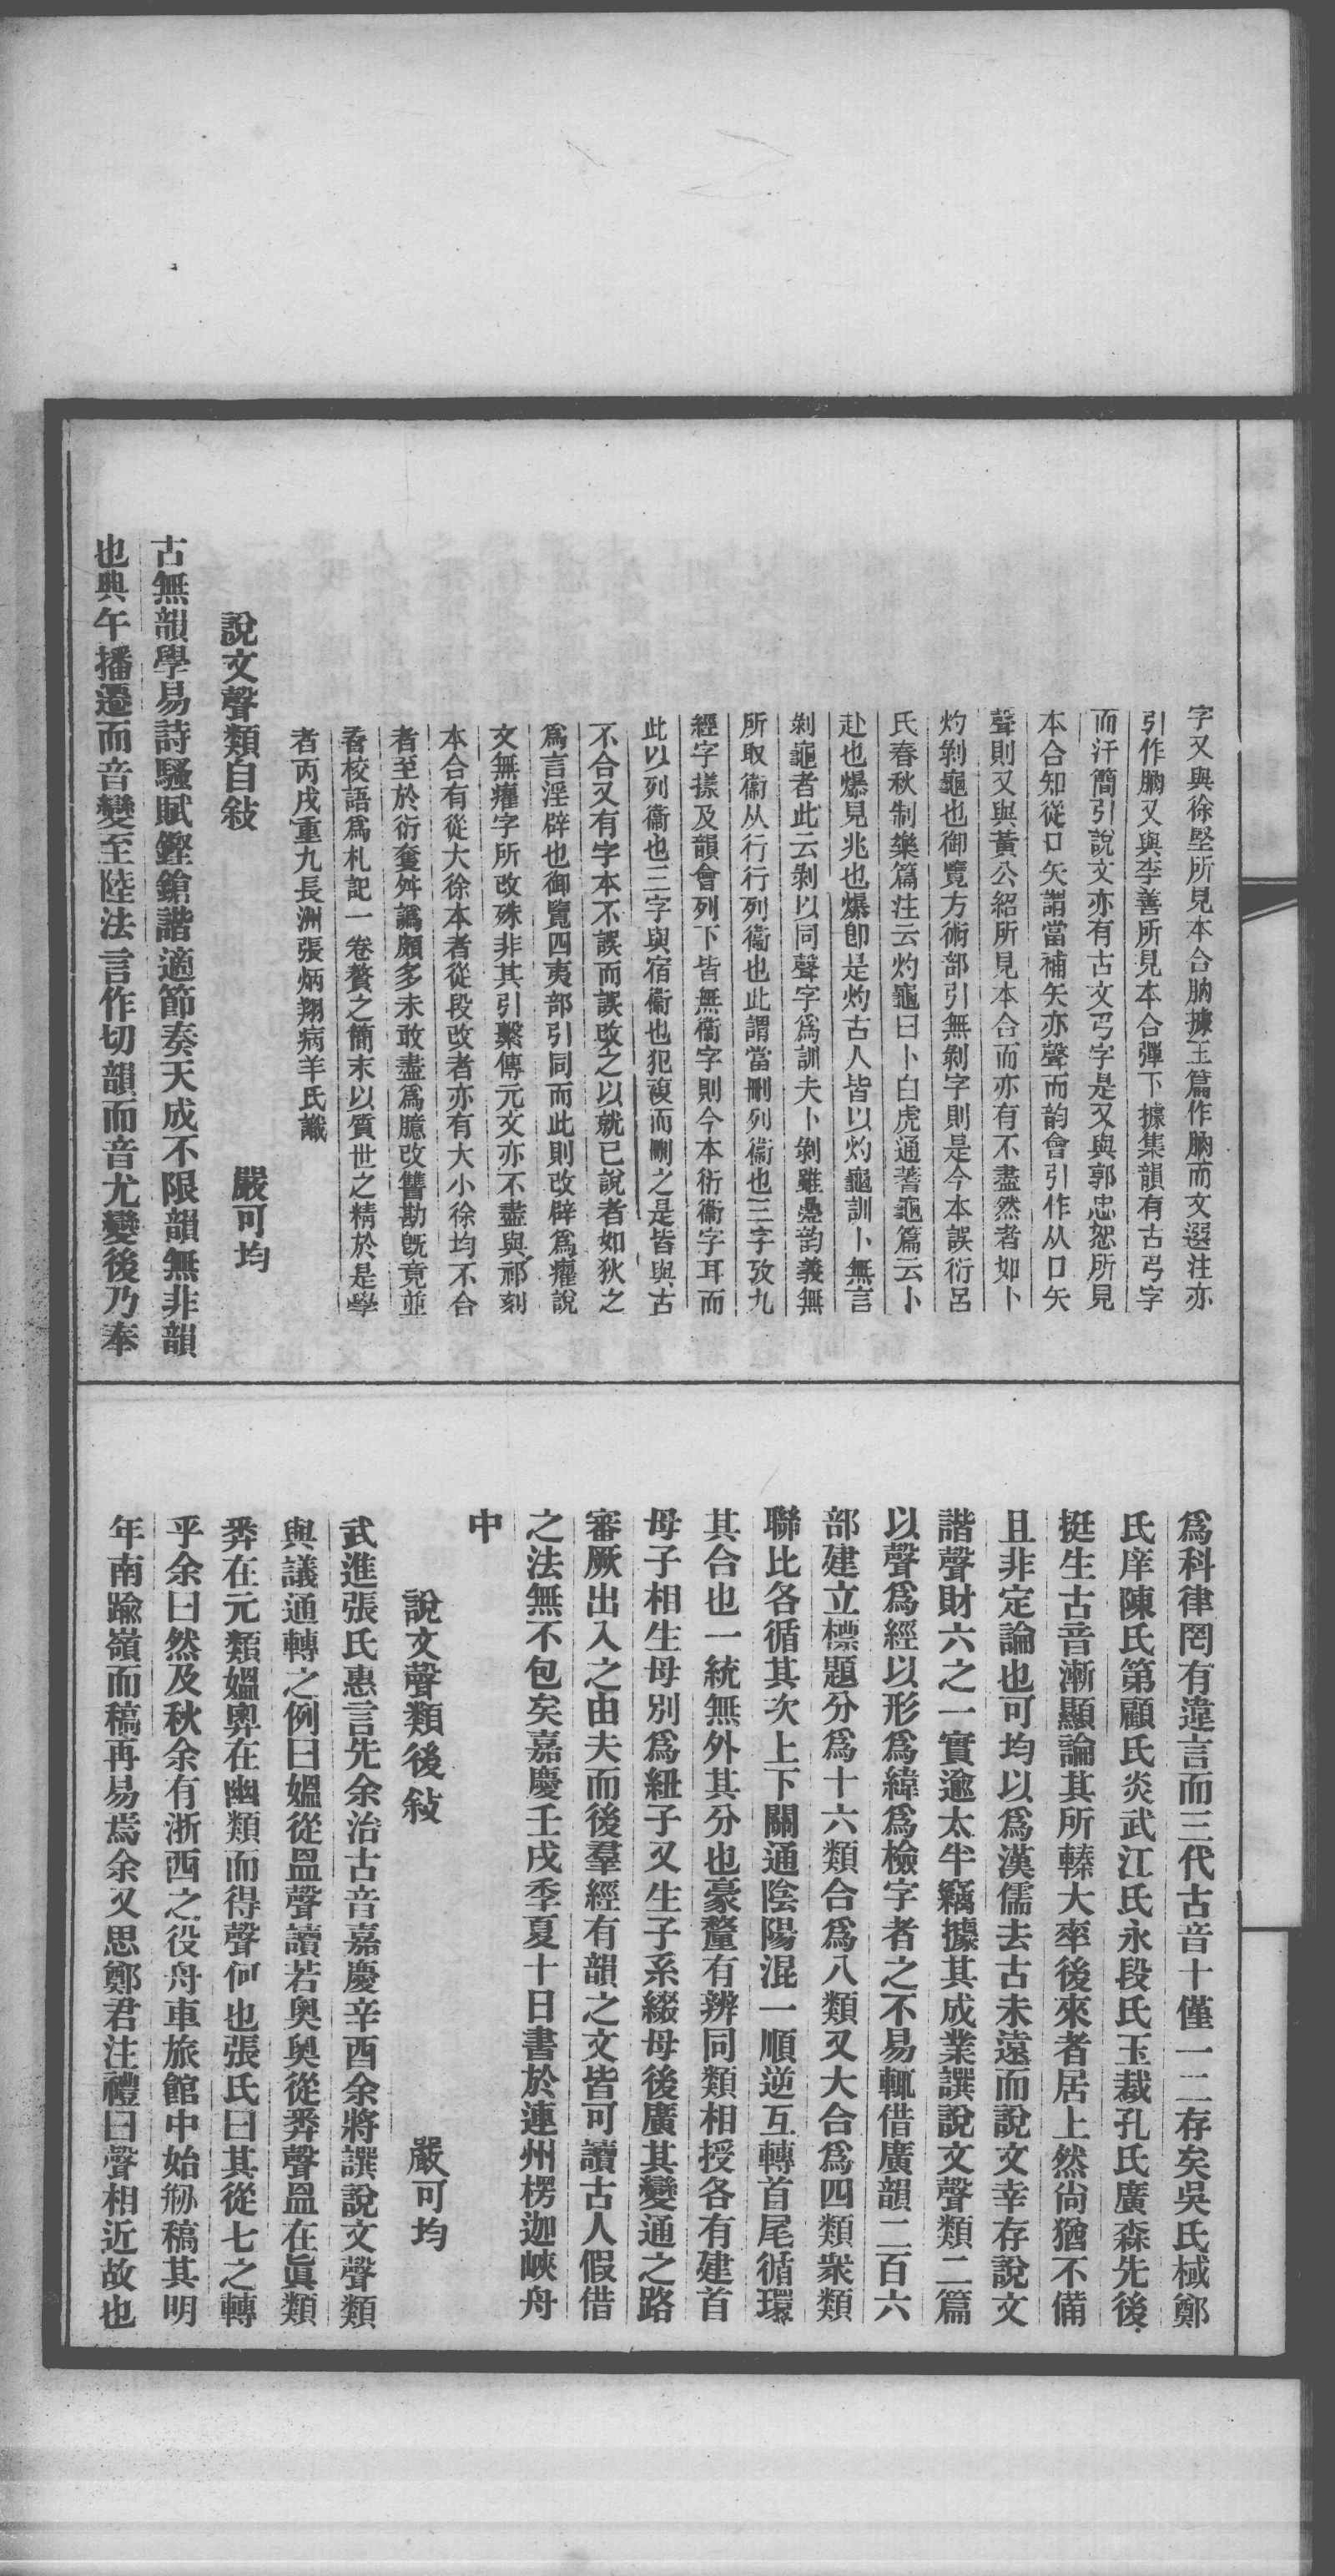 字又與徐堅所見本合朒據玉篇作朒而文選注亦
引作朒又與李善所見本合彈下據集韻有古弓字
而汗簡引說文亦有古文弓字是又與郭忠恕所見
本合知從口矢謂當補矢亦聲而韵會引作从口矢
聲則又與黃公紹所見本合而亦有不盡然者如卜
灼剝龜也御覽方術部引無剝字則是今本誤衍呂
氏春秋制樂篇注云灼龜曰卜白虎通蓍龜篇云卜
赴也爆見兆也爆卽是灼古人皆以灼龜訓卜無言
剝龜者此云剝以同聲字爲訓夫卜剝雖疊韵義無
所取衞从行行列衞也此謂當刪列衞也三字攷九
經字㨾及韻會列下皆無衞字則今本衍衞字耳而
此以列衞也三字與宿衞也犯複而刪之是皆與古
不合又有字本不誤而誤改之以就已說者如狄之
爲言淫辟也御覽四夷部引同而此則改辟爲㿎說
文無㿎字所改殊非其引繫傳元文亦不盡與祁刻
本合有從大徐本者從段改者亦有大小徐均不合
者至於衍奪舛譌頗多未敢盡爲臆改讐勘旣竟並
爲校語爲札記一卷贅之簡末以質世之精於是學
者丙戌重九長洲張炳翔病羊氏識
說文聲類自敍　嚴可均
古無韻學易詩騷賦鏗鎗諧適節奏天成不限韻無非韻
也典午播遷而音變至陸法言作切韻而音尤變後乃奉
爲科律罔有違言而三代古音十僅一二存矣吳氏棫鄭
氏庠陳氏第顧氏炎武江氏永段氏玉裁孔氏廣森先後
挺生古音漸顯論其所轃大率後來者居上然尙猶不備
且非定論也可均以爲漢儒去古未遠而說文幸存說文
諧聲財六之一實逾太半竊據其成業譔說文聲類二篇
以聲爲經以形爲緯爲檢字者之不易輒借廣韻二百六
部建立標題分爲十六類合爲八類又大合爲四類衆類
聯比各循其次上下關通陰陽混一順逆互轉首尾循環
其合也一統無外其分也豪釐有辨同類相授各有建首
母子相生母別爲紐子又生子系綴母後廣其變通之路
審厥出入之由夫而後羣經有韻之文皆可讀古人假借
之法無不包矣嘉慶壬戌季夏十日書於連州楞迦峽舟
中
說文聲類後敍　嚴可均
武進張氏惠言先余治古音嘉慶辛酉余將譔說文聲類
與議通轉之例曰媼從昷聲讀若奧奧從𢍏聲昷在眞類
𢍏在元類媼奧在幽類而得聲何也張氏曰其從七之轉
乎余曰然及秋余有浙西之役舟車旅館中始剏稿其明
年南踰嶺而稿再易焉余又思鄭君注禮曰聲相近故也